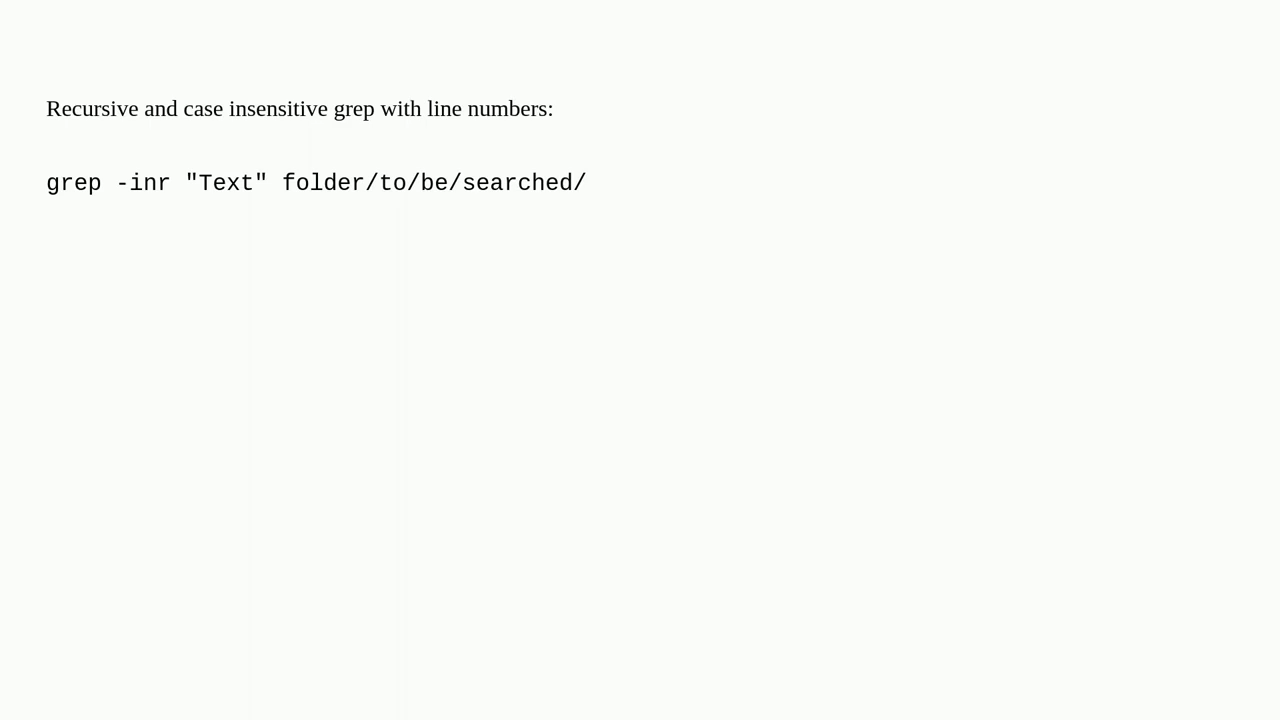 Recursive and case insensitive grep with line numbers:
grep -inr "Text" folder/to/be/searched/